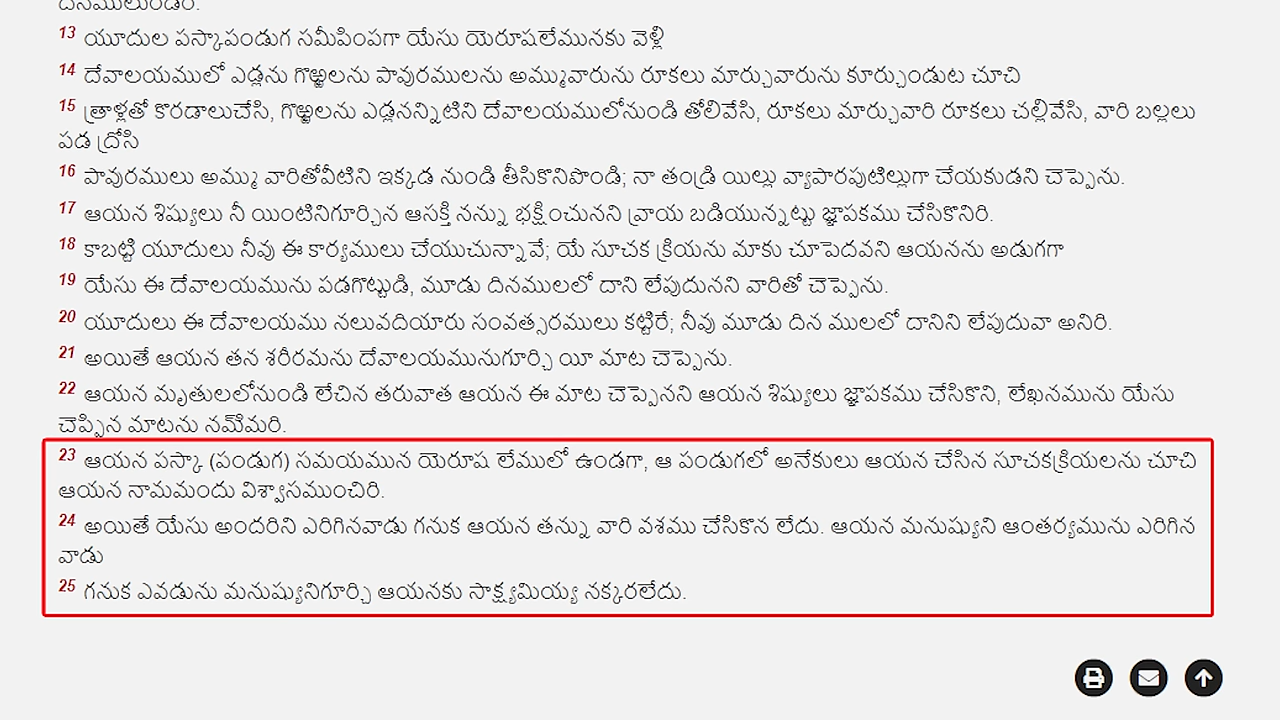 దినములుండెను.
13 యూదుల పస్కాపండుగ సమీపింపగా యేసు యెరూషలేమునకు వెళ్లి
14 దేవాలయములో ఎడ్లను గొఱ్ఱలను పావురములను అమ్మువారును రూకలు మార్చువారును కూర్చుండుట చూచి
15 త్రాళ్లతో కొరడాలుచేసి, గొఱ్ఱలను ఎడ్లనన్నిటిని దేవాలయములోనుండి తోలివేసి, రూకలు మార్చువారి రూకలు చల్లివేసి, వారి బల్లలు
పడ ద్రోసి
16 పావురములు అమ్ము వారితోవీటిని ఇక్కడ నుండి తీసికొనిపొండి; నా తండ్రి యిల్లు వ్యాపారపుటిల్లుగా చేయకుడని చెప్పెను.
17 ఆయన శిష్యులు నీ యింటినిగూర్చిన ఆసక్తి నన్ను భక్షించునని వ్రాయ బడియున్నట్టు జ్ఞాపకము చేసికొనిరి.
18 కాబట్టి యూదులు నీవు ఈ కార్యములు చేయుచున్నావే; యే సూచక క్రియను మాకు చూపెదవని ఆయనను అడుగగా
19 యేసు ఈ దేవాలయమును పడగొట్టుడి, మూడు దినములలో దాని లేపుదునని వారితో చెప్పెను.
20 యూదులు ఈ దేవాలయము నలువదియారు సంవత్సరములు కట్టిరే; నీవు మూడు దిన ములలో దానిని లేపుదువా అనిరి.
21 అయితే ఆయన తన శరీరమను దేవాలయమునుగూర్చి యీ మాట చెప్పెను.
22 ఆయన మృతులలోనుండి లేచిన తరువాత ఆయన ఈ మాట చెప్పెనని ఆయన శిష్యులు జ్ఞాపకము చేసికొని, లేఖనమును యేసు
చెప్పిన మాటను నమ్మిమరి.
23 ఆయన పస్కా (పండుగ) సమయమున యెరూష లేములో ఉండగా, ఆ పండుగలో అనేకులు ఆయన చేసిన సూచకక్రియలను చూచి
ఆయన నామమందు విశ్వాసముంచిరి.
24 అయితే యేసు అందరిని ఎరిగినవాడు గనుక ఆయన తన్ను వారి వశము చేసికొన లేదు. ఆయన మనుష్యుని ఆంతర్యమును ఎరిగిన
వాడు
25 గనుక ఎవడును మనుష్యునిగూర్చి ఆయనకు సాక్ష్యమియ్య నక్కరలేదు.